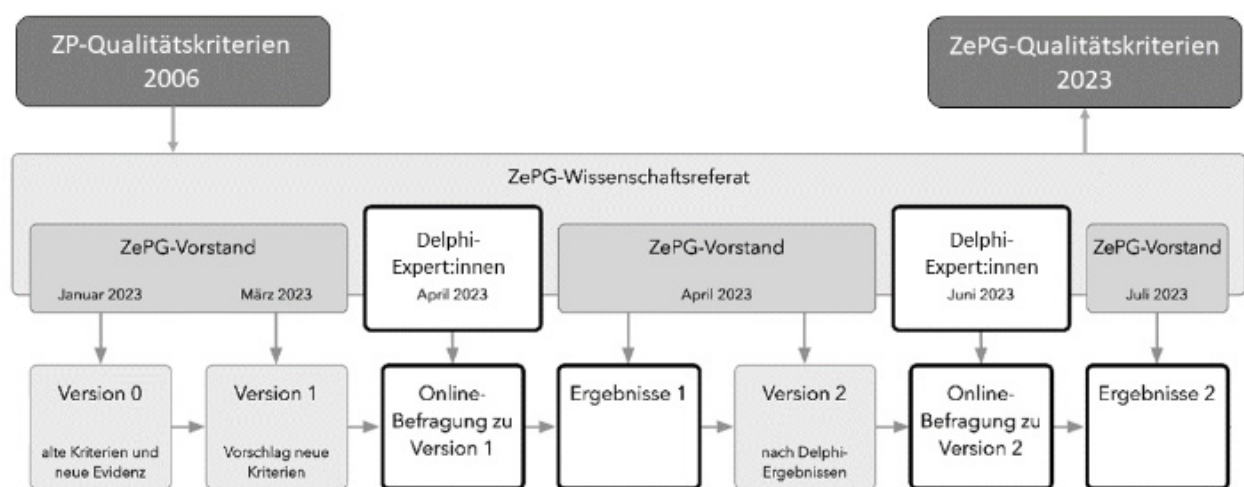 ZP-Qualitätskriterien
2006
ZePG-Qualitätskriterien
2023
ZePG-Wissenschaftsreferat
ZePG-Vorstand
Januar 2023
März 2023
Delphi-
Expert:innen
April 2023
ZePG-Vorstand
April 2023
Delphi-
Expert:innen
Juni 2023
ZePG-Vorstand
Juli 2023
Version 0
alte Kriterien und
neue Evidenz
Version 1
Vorschlag neue
Kriterien
Online-
Befragung zu
Version 1
Ergebnisse 1
Version 2
nach Delphi-
Ergebnissen
Online-
Befragung zu
Version 2
Ergebnisse 2